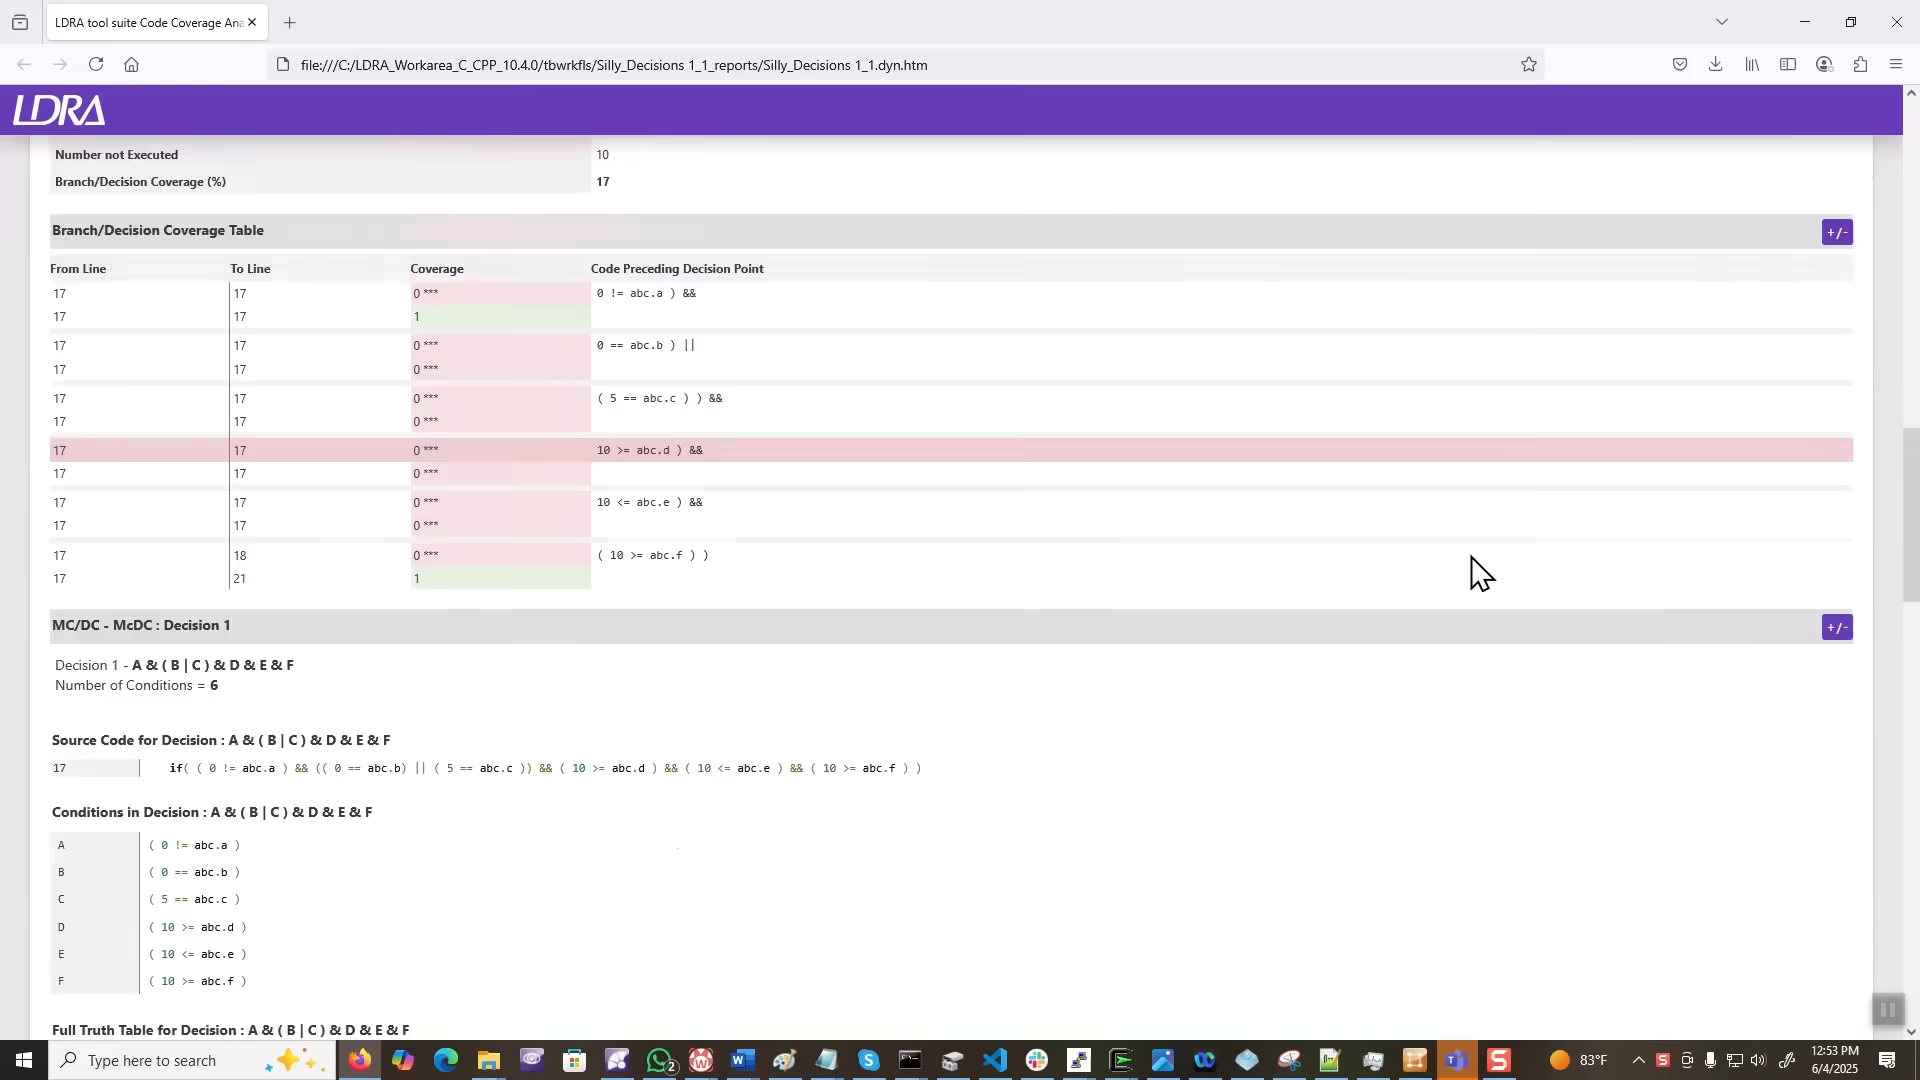 LDRA tool suite Code Coverage Ana
file:///C:/LDRA_Workarea_C_CPP_10.4.0/tbwrkfls/Silly_Decisions 1_1_reports/Silly_Decisions 1_1.dyn.htm
LDRA
Number not Executed 10
Branch/Decision Coverage (%) 17
Branch/Decision Coverage Table +/-
From Line To Line Coverage Code Preceding Decision Point
17 17 0 *** 0 != abc.a ) &&
17 17 1
17 17 0 *** 0 == abc.b ) ||
17 17 0 ***
17 17 0 *** ( 5 == abc.c ) ) &&
17 17 0 ***
17 17 0 *** 10 >= abc.d ) &&
17 17 0 ***
17 17 0 *** 10 <= abc.e ) &&
17 17 0 ***
17 18 0 *** ( 10 >= abc.f ) )
17 21 1
MC/DC - McDC : Decision 1 +/-
Decision 1 - A & ( B | C ) & D & E & F
Number of Conditions = 6
Source Code for Decision : A & ( B | C ) & D & E & F
17 if( ( 0 != abc.a ) && (( 0 == abc.b) || ( 5 == abc.c )) && ( 10 >= abc.d ) && ( 10 <= abc.e ) && ( 10 >= abc.f ) )
Conditions in Decision : A & ( B | C ) & D & E & F
A ( 0 != abc.a )
B ( 0 == abc.b )
C ( 5 == abc.c )
D ( 10 >= abc.d )
E ( 10 <= abc.e )
F ( 10 >= abc.f )
Full Truth Table for Decision : A & ( B | C ) & D & E & F
Type here to search
2
83°F
12:53 PM
6/4/2025